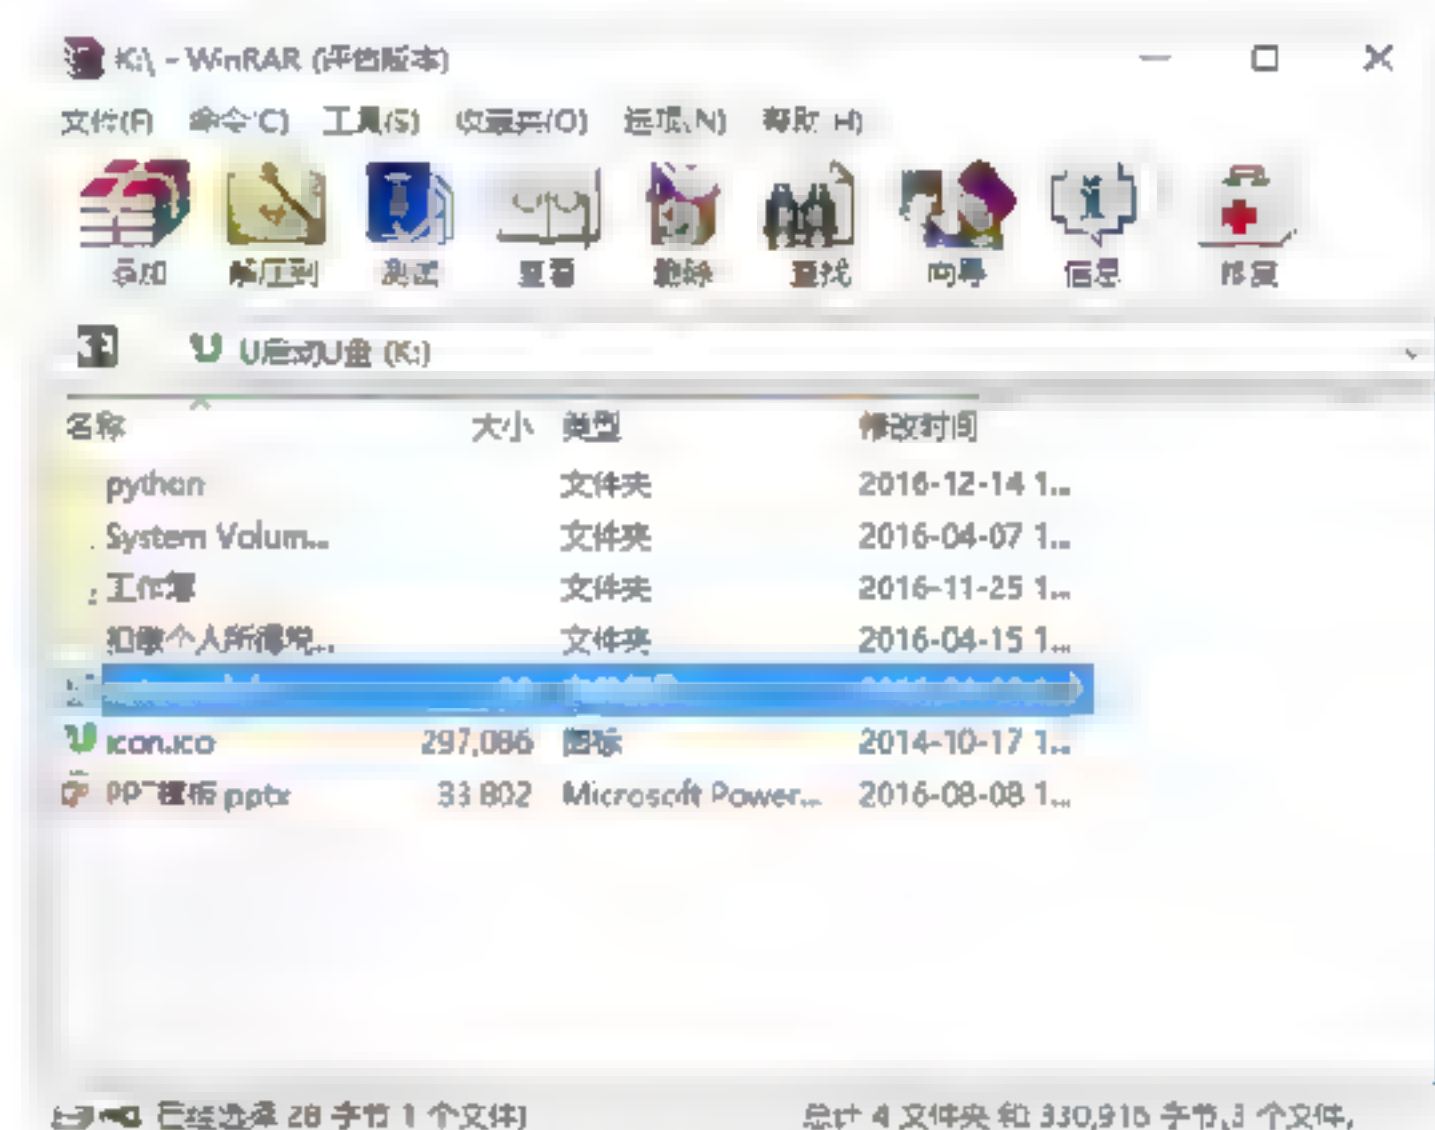 K:\ - WinRAR (评估版本)
文件(F) 命令(C) 工具(S) 收藏夹(O) 选项(N) 帮助(H)
添加 解压到 测试 查看 删除 查找 向导 信息 修复
U启动U盘 (K:)
名称 大小 类型 修改时间
python 文件夹 2016-12-14 1...
System Volum... 文件夹 2016-04-07 1...
工作簿 文件夹 2016-11-25 1...
扣缴个人所得税... 文件夹 2016-04-15 1...
icon.ico 297,086 图标 2014-10-17 1...
PPT模板.pptx 33,802 Microsoft Power... 2016-08-08 1...
已经选择 28 字节(1 个文件) 总计 4 文件夹 和 330,916 字节(3 个文件)